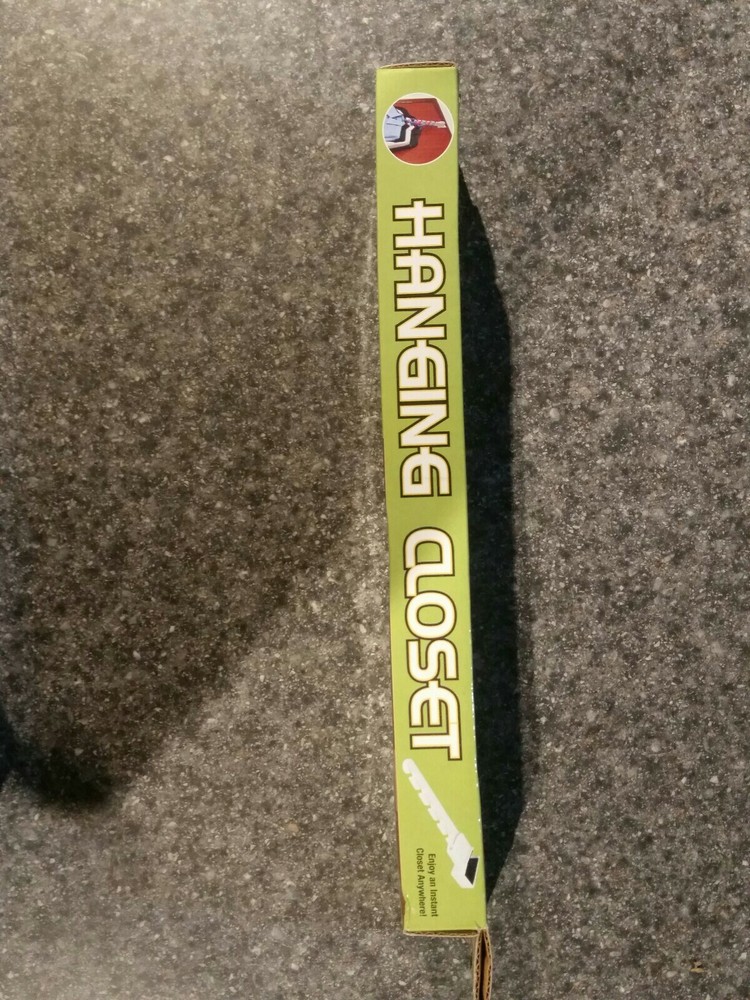 HANGING CLOSET
Enjoy an Instant
Closet Anywhere!